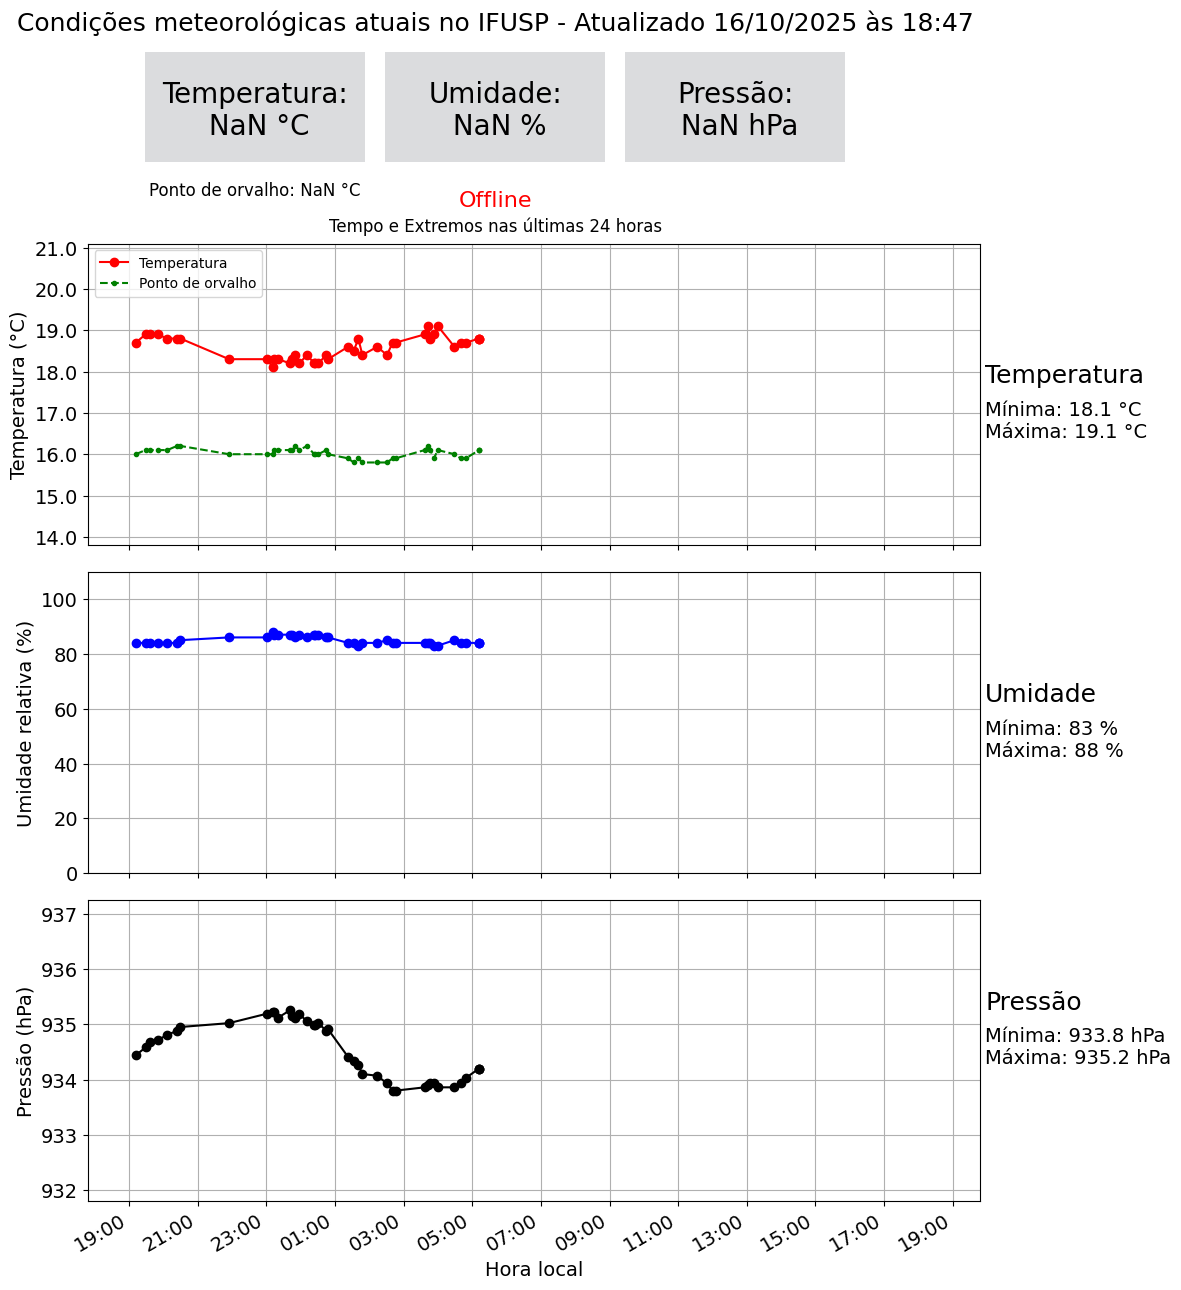 Condições meteorológicas atuais no IFUSP - Atualizado 16/10/2025 às 18:47
Temperatura:
NaN °C
Umidade:
NaN %
Pressão:
NaN hPa
Ponto de orvalho: NaN °C
Offline
Tempo e Extremos nas últimas 24 horas
Temperatura
Ponto de orvalho
Temperatura (°C)
21.0
20.0
19.0
18.0
17.0
16.0
15.0
14.0
Temperatura
Mínima: 18.1 °C
Máxima: 19.1 °C
Umidade relativa (%)
100
80
60
40
20
0
Umidade
Mínima: 83 %
Máxima: 88 %
Pressão (hPa)
937
936
935
934
933
932
Pressão
Mínima: 933.8 hPa
Máxima: 935.2 hPa
19:00
21:00
23:00
01:00
03:00
05:00
07:00
09:00
11:00
13:00
15:00
17:00
19:00
Hora local